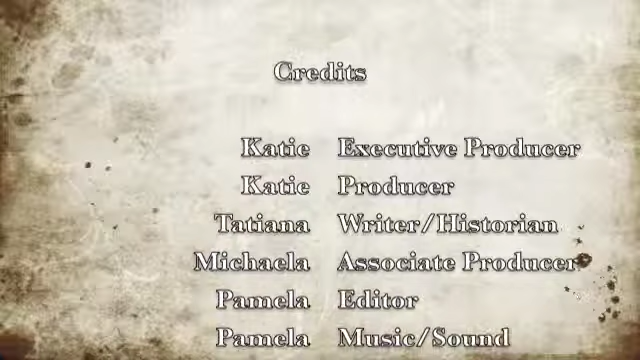 Credits
Katie Executive Producer
Katie Producer
Tatiana Writer/Historian
Michaela Associate Producer
Pamela Editor
Pamela Music/Sound